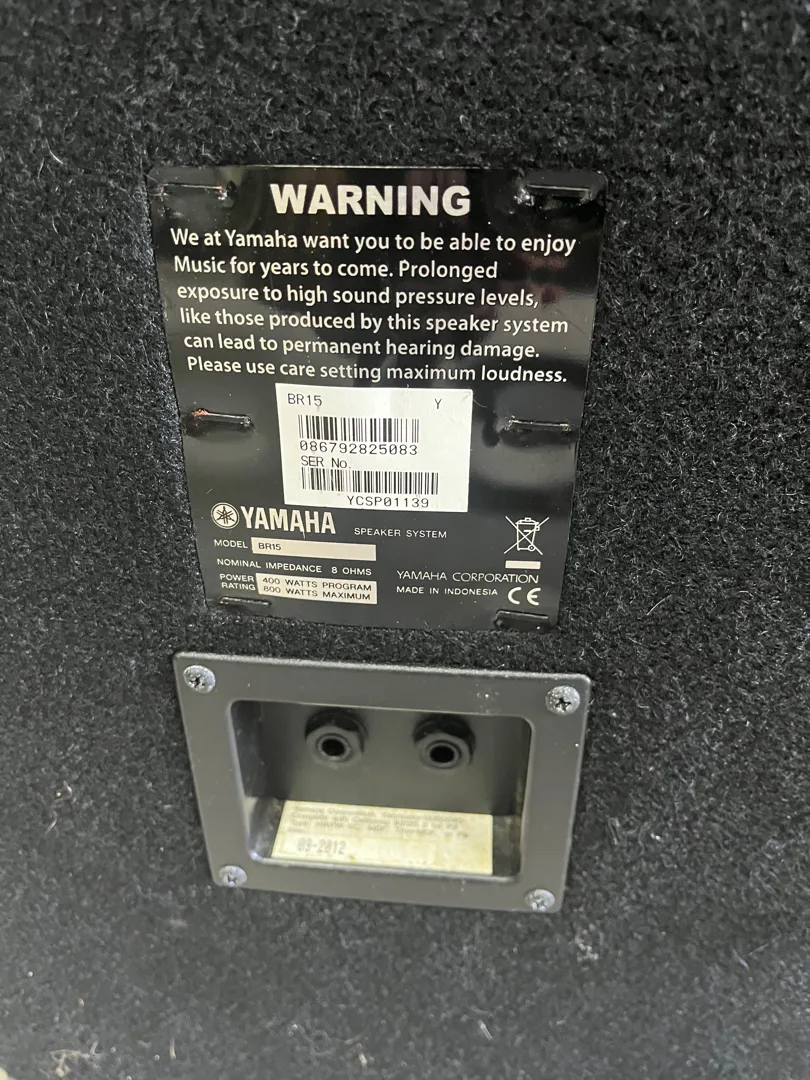 WARNING
We at Yamaha want you to be able to enjoy
Music for years to come. Prolonged
exposure to high sound pressure levels,
like those produced by this speaker system
can lead to permanent hearing damage.
Please use care setting maximum loudness.
BR15 Y
086792825083
SER No.
YCSP01139
YAMAHA SPEAKER SYSTEM
MODEL BR15
NOMINAL IMPEDANCE 8 OHMS
POWER RATING 400 WATTS PROGRAM
800 WATTS MAXIMUM
YAMAHA CORPORATION
MADE IN INDONESIA CE
09-2012